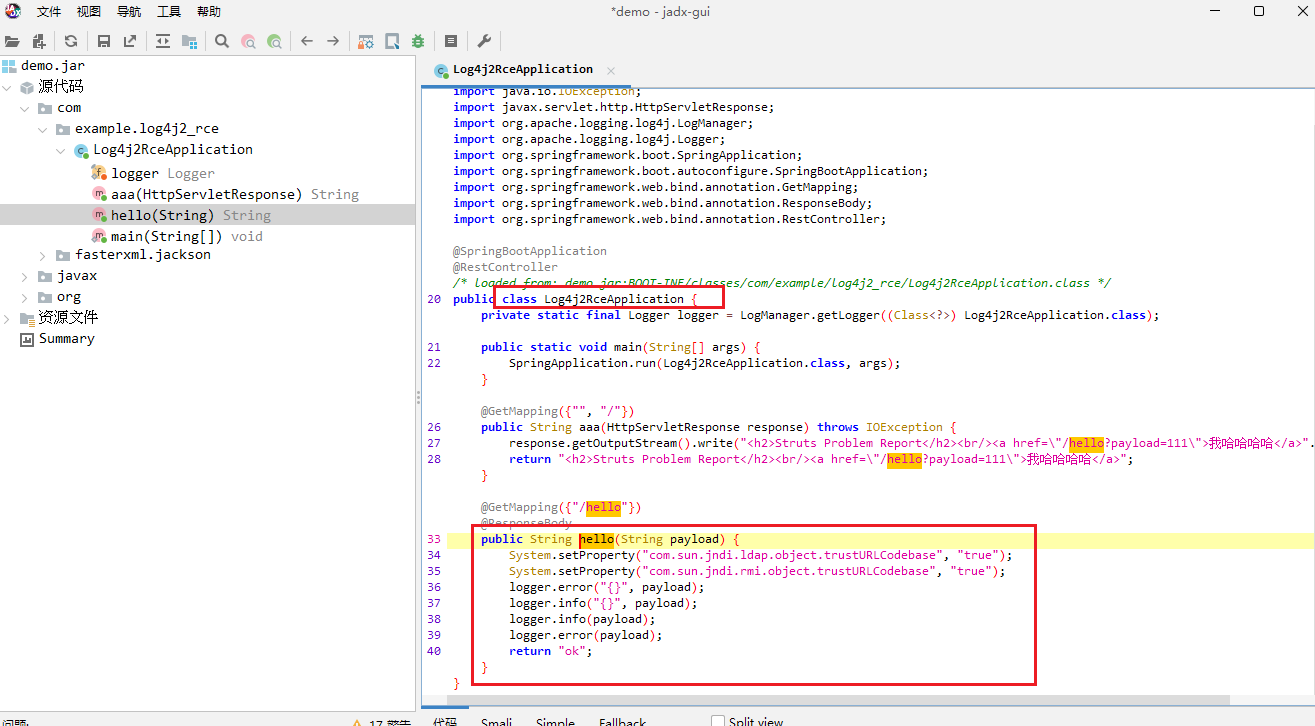 文件 视图 导航 工具 帮助 *demo - jadx-gui
demo.jar
源代码
com
example.log4j2_rce
Log4j2RceApplication
logger Logger
aaa(HttpServletResponse) String
hello(String) String
main(String[]) void
fasterxml.jackson
javax
org
资源文件
Summary
Log4j2RceApplication
import java.io.IOException;
import javax.servlet.http.HttpServletResponse;
import org.apache.logging.log4j.LogManager;
import org.apache.logging.log4j.Logger;
import org.springframework.boot.SpringApplication;
import org.springframework.boot.autoconfigure.SpringBootApplication;
import org.springframework.web.bind.annotation.GetMapping;
import org.springframework.web.bind.annotation.ResponseBody;
import org.springframework.web.bind.annotation.RestController;
@SpringBootApplication
@RestController
/* loaded from: demo.jar:BOOT-INF/classes/com/example/log4j2_rce/Log4j2RceApplication.class */
20 public class Log4j2RceApplication {
private static final Logger logger = LogManager.getLogger((Class<?>) Log4j2RceApplication.class);
21 public static void main(String[] args) {
22 SpringApplication.run(Log4j2RceApplication.class, args);
}
@GetMapping({"", "/"})
26 public String aaa(HttpServletResponse response) throws IOException {
27 response.getOutputStream().write("<h2>Struts Problem Report</h2><br/><a href=\"/hello?payload=111\">我哈哈哈哈</a>".
28 return "<h2>Struts Problem Report</h2><br/><a href=\"/hello?payload=111\">我哈哈哈哈</a>";
}
@GetMapping({"/hello"})
@ResponseBody
33 public String hello(String payload) {
34 System.setProperty("com.sun.jndi.ldap.object.trustURLCodebase", "true");
35 System.setProperty("com.sun.jndi.rmi.object.trustURLCodebase", "true");
36 logger.error("{}", payload);
37 logger.info("{}", payload);
38 logger.info(payload);
39 logger.error(payload);
40 return "ok";
}
}
问题: 17 警告 代码 Smali Simple Fallback Split view